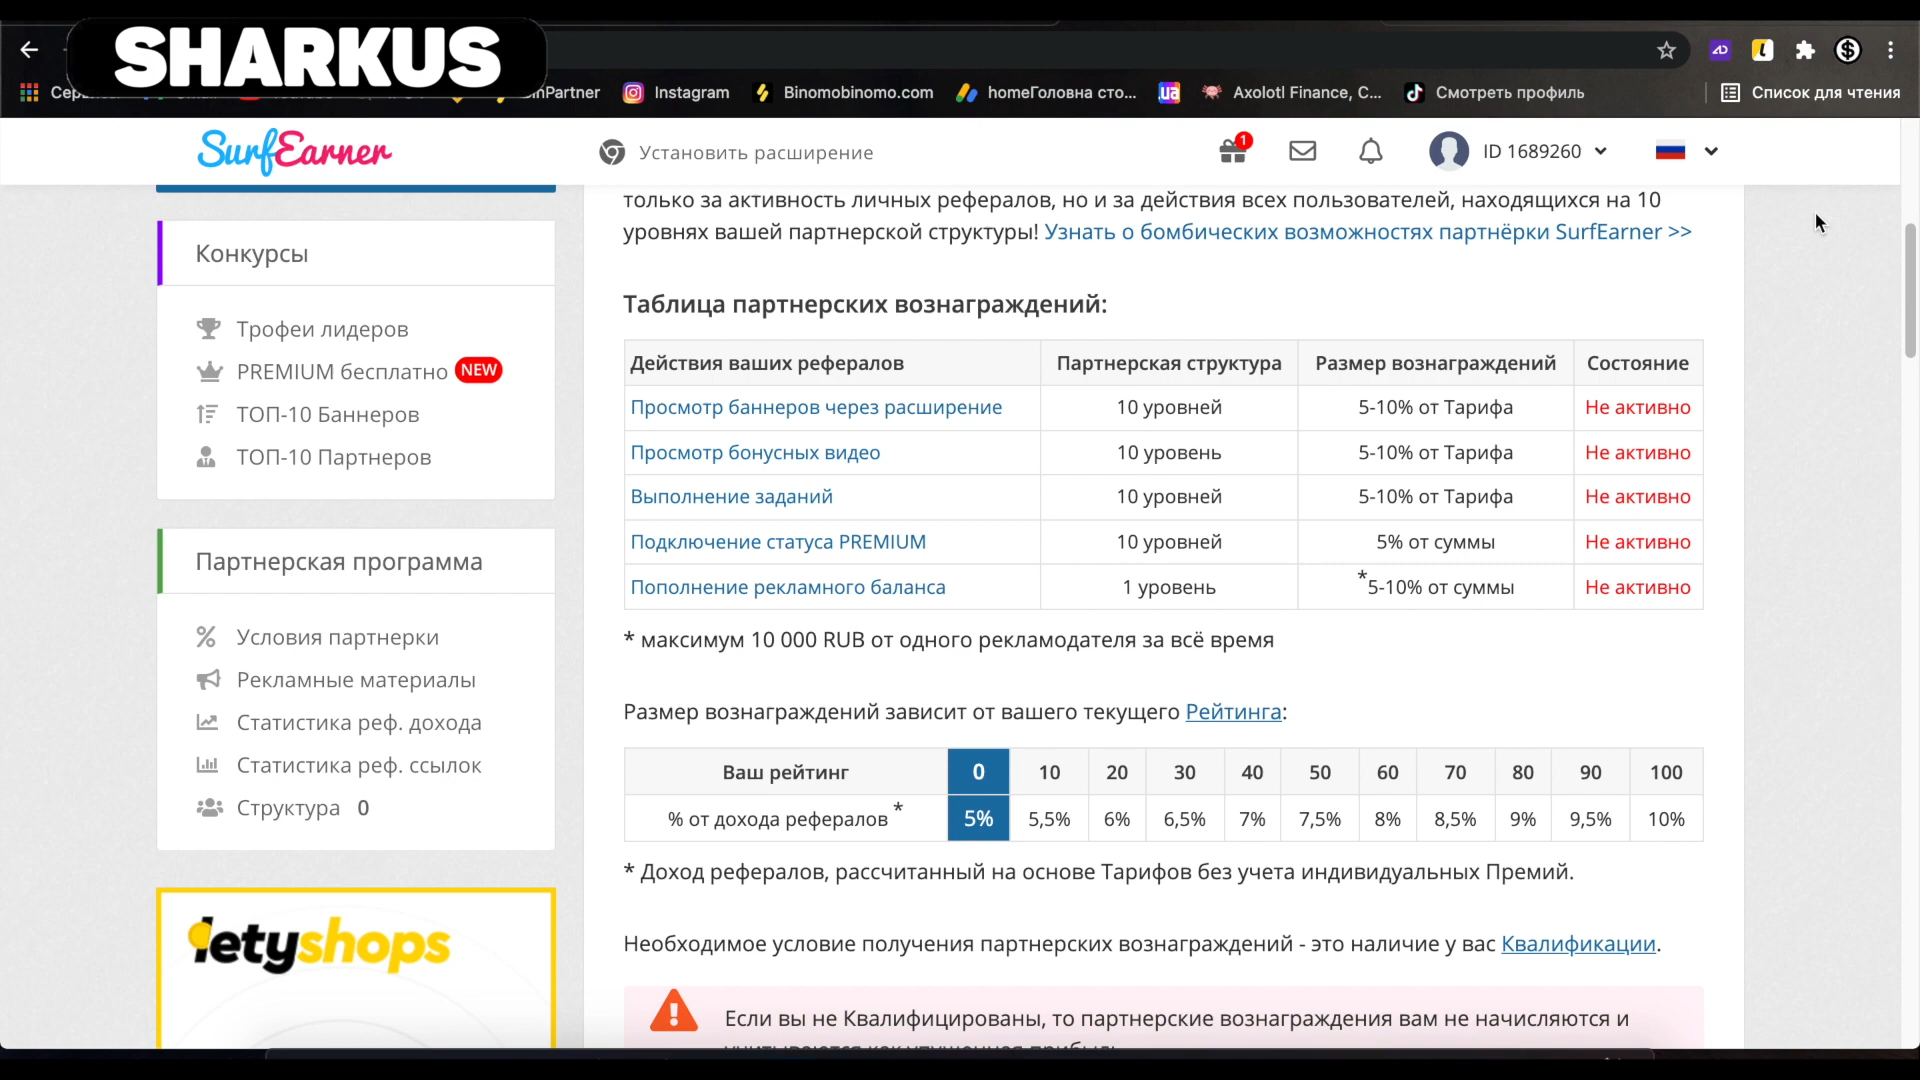 SHARKUS
inPartner
Instagram
Binomobinomo.com
homeГоловна сто...
ua
Axolotl Finance, C...
Смотреть профиль
Список для чтения
SurfEarner
Установить расширение
1
ID 1689260
только за активность личных рефералов, но и за действия всех пользователей, находящихся на 10
уровнях вашей партнерской структуры! Узнать о бомбических возможностях партнёрки SurfEarner >>
Конкурсы
Трофеи лидеров
PREMIUM бесплатно NEW
ТОП-10 Баннеров
ТОП-10 Партнеров
Партнерская программа
Условия партнерки
Рекламные материалы
Статистика реф. дохода
Статистика реф. ссылок
Структура 0
letyshops
Таблица партнерских вознаграждений:
Действия ваших рефералов Партнерская структура Размер вознаграждений Состояние
Просмотр баннеров через расширение 10 уровней 5-10% от Тарифа Не активно
Просмотр бонусных видео 10 уровень 5-10% от Тарифа Не активно
Выполнение заданий 10 уровней 5-10% от Тарифа Не активно
Подключение статуса PREMIUM 10 уровней 5% от суммы Не активно
Пополнение рекламного баланса 1 уровень *5-10% от суммы Не активно
* максимум 10 000 RUB от одного рекламодателя за всё время
Размер вознаграждений зависит от вашего текущего Рейтинга:
Ваш рейтинг 0 10 20 30 40 50 60 70 80 90 100
% от дохода рефералов * 5% 5,5% 6% 6,5% 7% 7,5% 8% 8,5% 9% 9,5% 10%
* Доход рефералов, рассчитанный на основе Тарифов без учета индивидуальных Премий.
Необходимое условие получения партнерских вознаграждений - это наличие у вас Квалификации.
Если вы не Квалифицированы, то партнерские вознаграждения вам не начисляются и